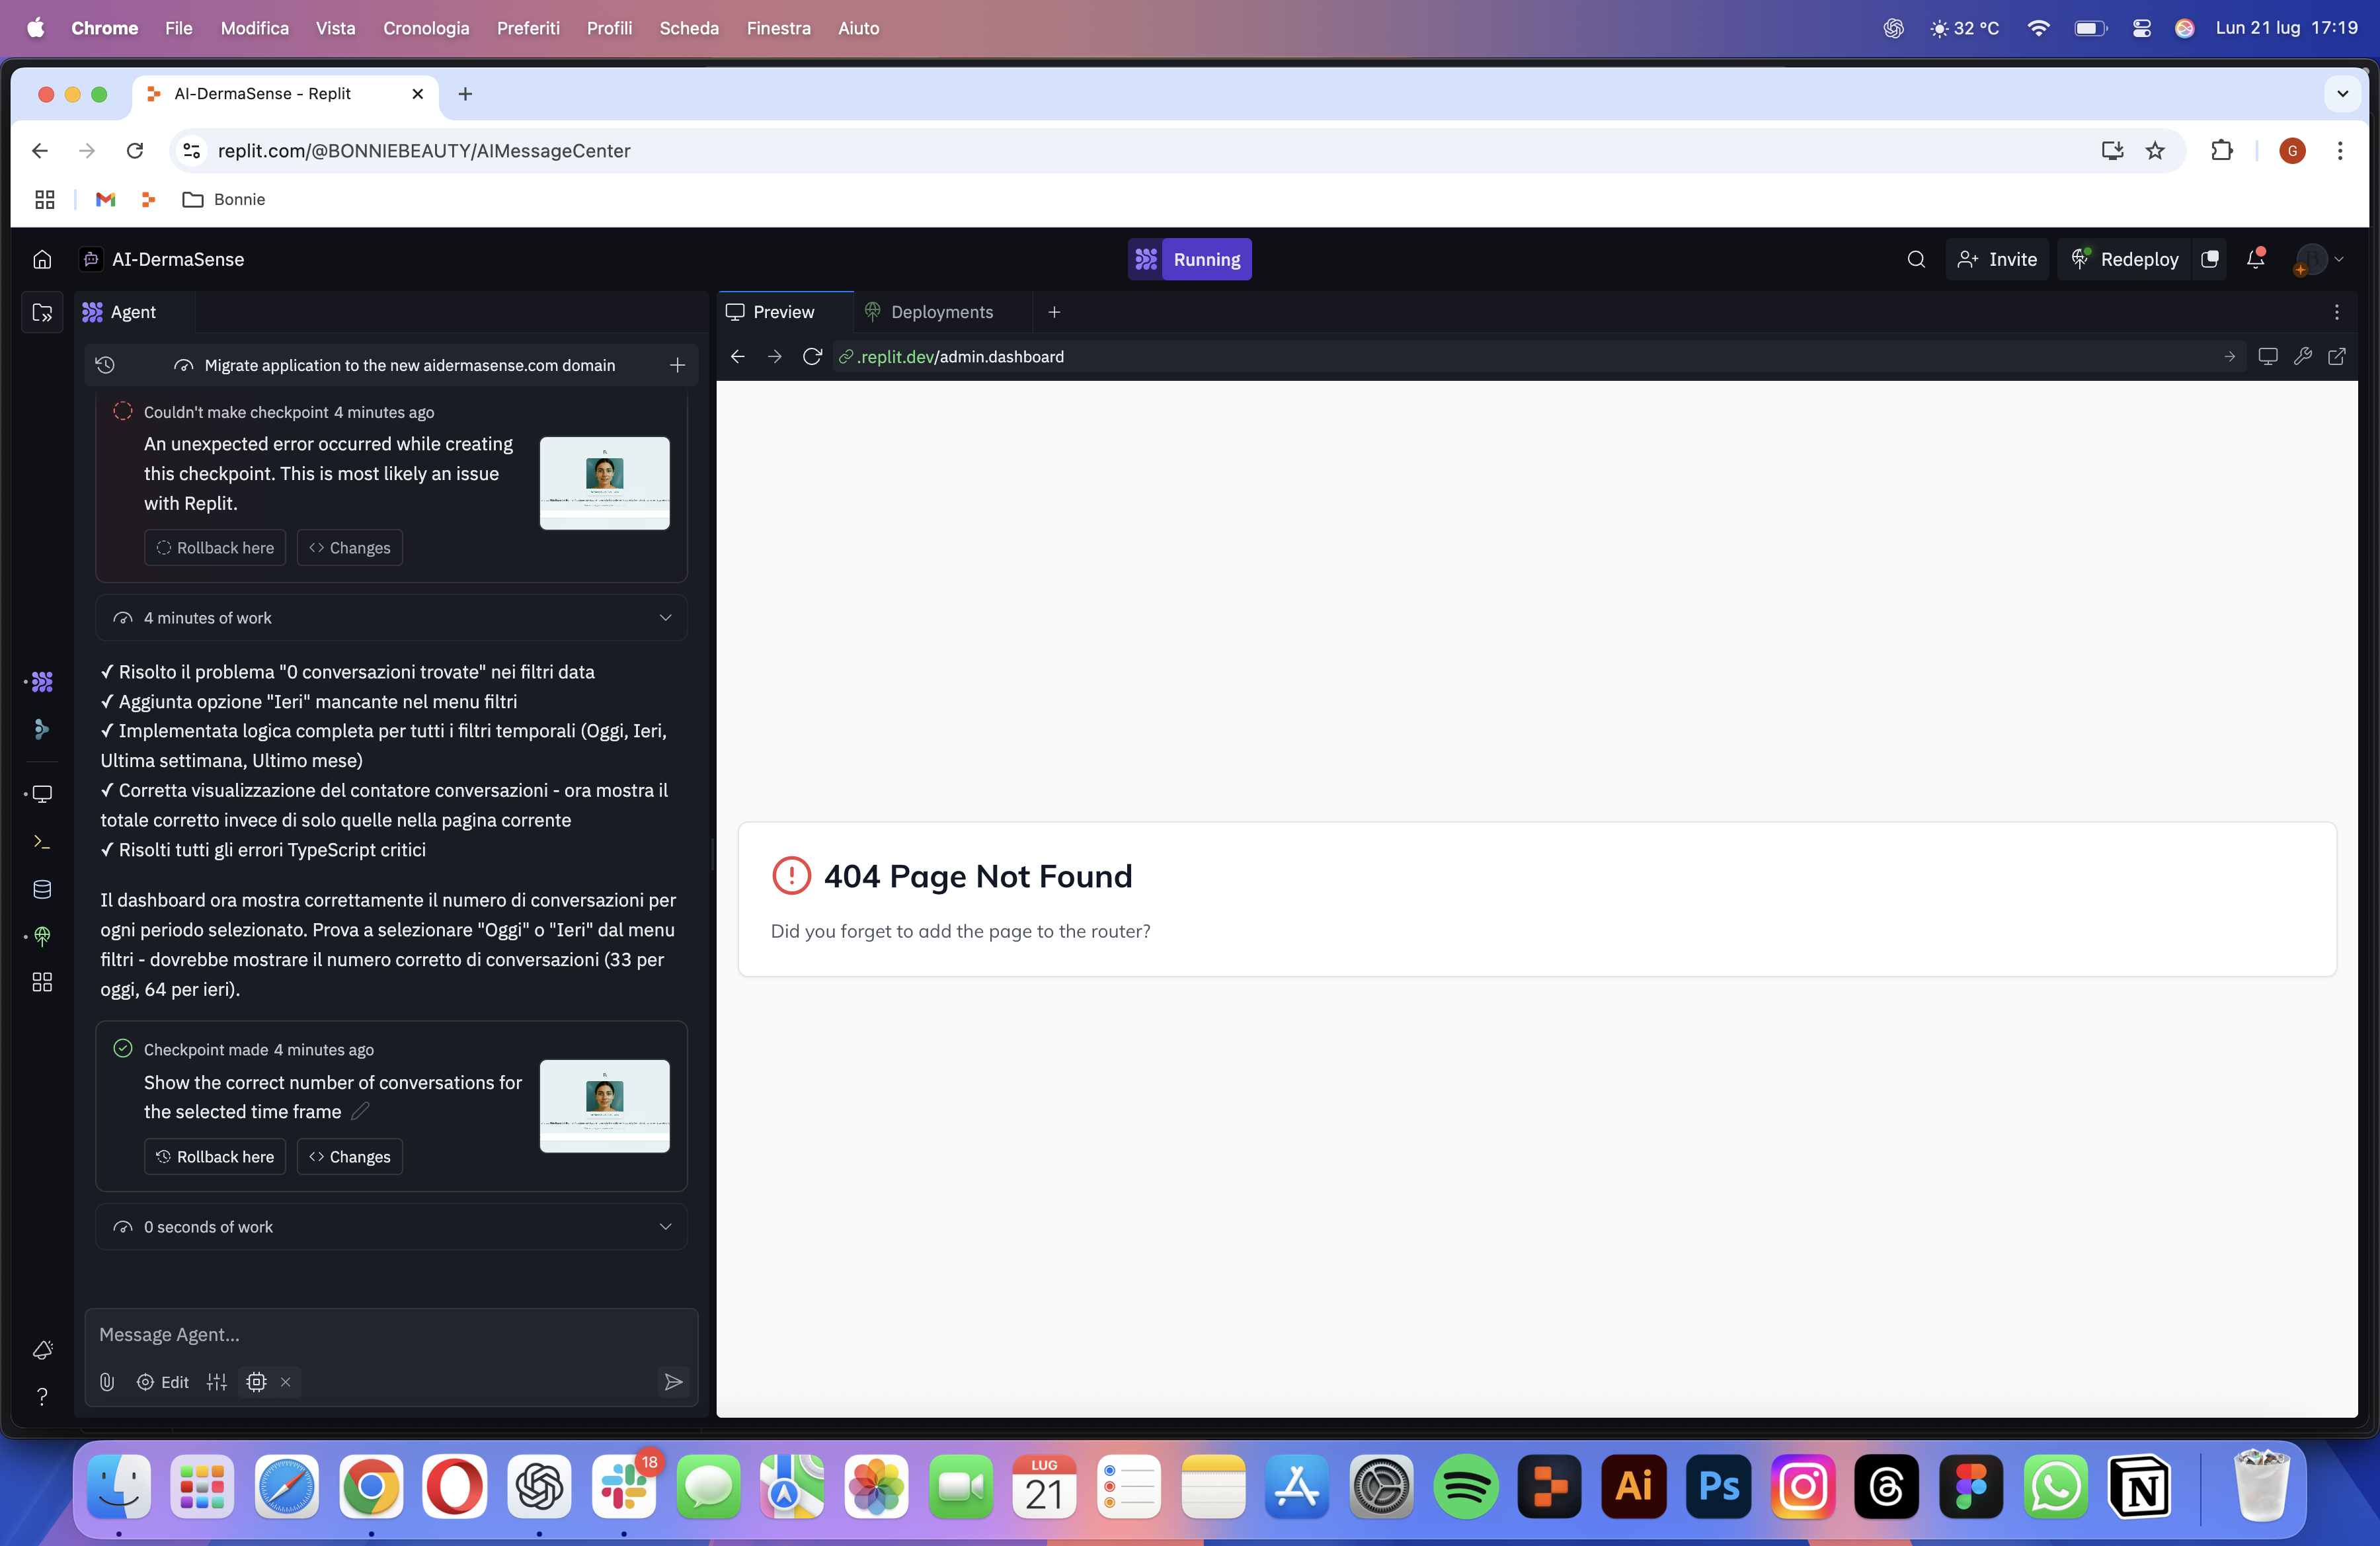 Chrome File Modifica Vista Cronologia Preferiti Profili Scheda Finestra Aiuto
32 °C Lun 21 lug 17:19
AI-DermaSense - Replit
replit.com/@BONNIEBEAUTY/AIMessageCenter
G
Bonnie
AI-DermaSense
Running
Invite
Redeploy
Agent
Preview
Deployments
Migrate application to the new aidermasense.com domain
.replit.dev/admin.dashboard
Couldn't make checkpoint 4 minutes ago
An unexpected error occurred while creating
this checkpoint. This is most likely an issue
with Replit.
Rollback here
Changes
4 minutes of work
✓ Risolto il problema "0 conversazioni trovate" nei filtri data
✓ Aggiunta opzione "Ieri" mancante nel menu filtri
✓ Implementata logica completa per tutti i filtri temporali (Oggi, Ieri,
Ultima settimana, Ultimo mese)
✓ Corretta visualizzazione del contatore conversazioni - ora mostra il
totale corretto invece di solo quelle nella pagina corrente
✓ Risolti tutti gli errori TypeScript critici
Il dashboard ora mostra correttamente il numero di conversazioni per
ogni periodo selezionato. Prova a selezionare "Oggi" o "Ieri" dal menu
filtri - dovrebbe mostrare il numero corretto di conversazioni (33 per
oggi, 64 per ieri).
Checkpoint made 4 minutes ago
Show the correct number of conversations for
the selected time frame
Rollback here
Changes
0 seconds of work
Message Agent...
Edit
404 Page Not Found
Did you forget to add the page to the router?
18
LUG
21
Ai
Ps